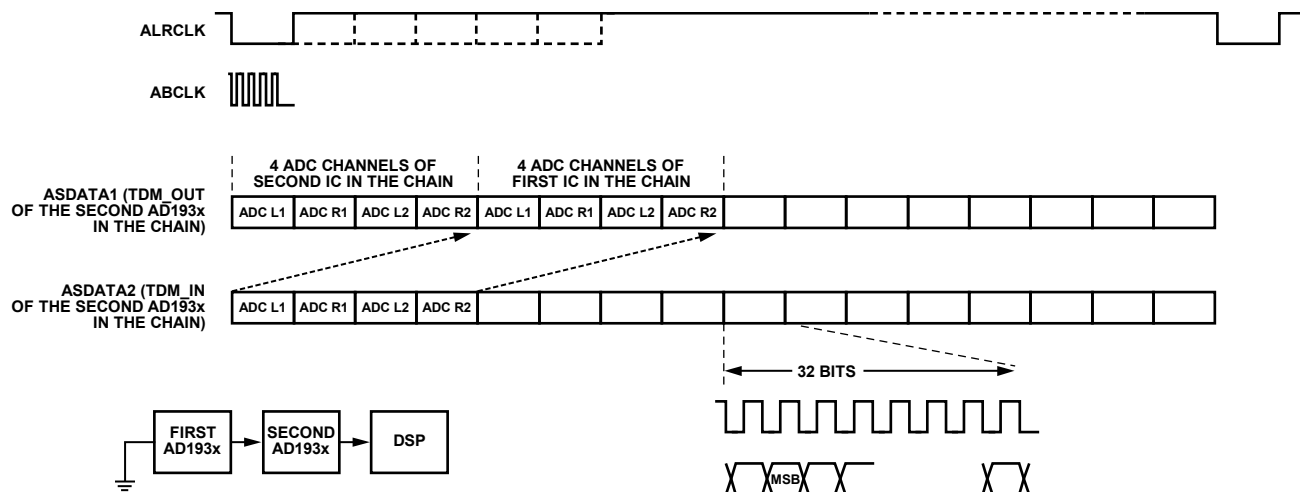 ALRCLK
ABCLK
4 ADC CHANNELS OF
SECOND IC IN THE CHAIN
4 ADC CHANNELS OF
FIRST IC IN THE CHAIN
ASDATA1 (TDM_OUT
OF THE SECOND AD193x
IN THE CHAIN)
ADC L1 ADC R1 ADC L2 ADC R2 ADC L1 ADC R1 ADC L2 ADC R2
ASDATA2 (TDM_IN
OF THE SECOND AD193x
IN THE CHAIN)
ADC L1 ADC R1 ADC L2 ADC R2
32 BITS
FIRST
AD193x
SECOND
AD193x
DSP
MSB